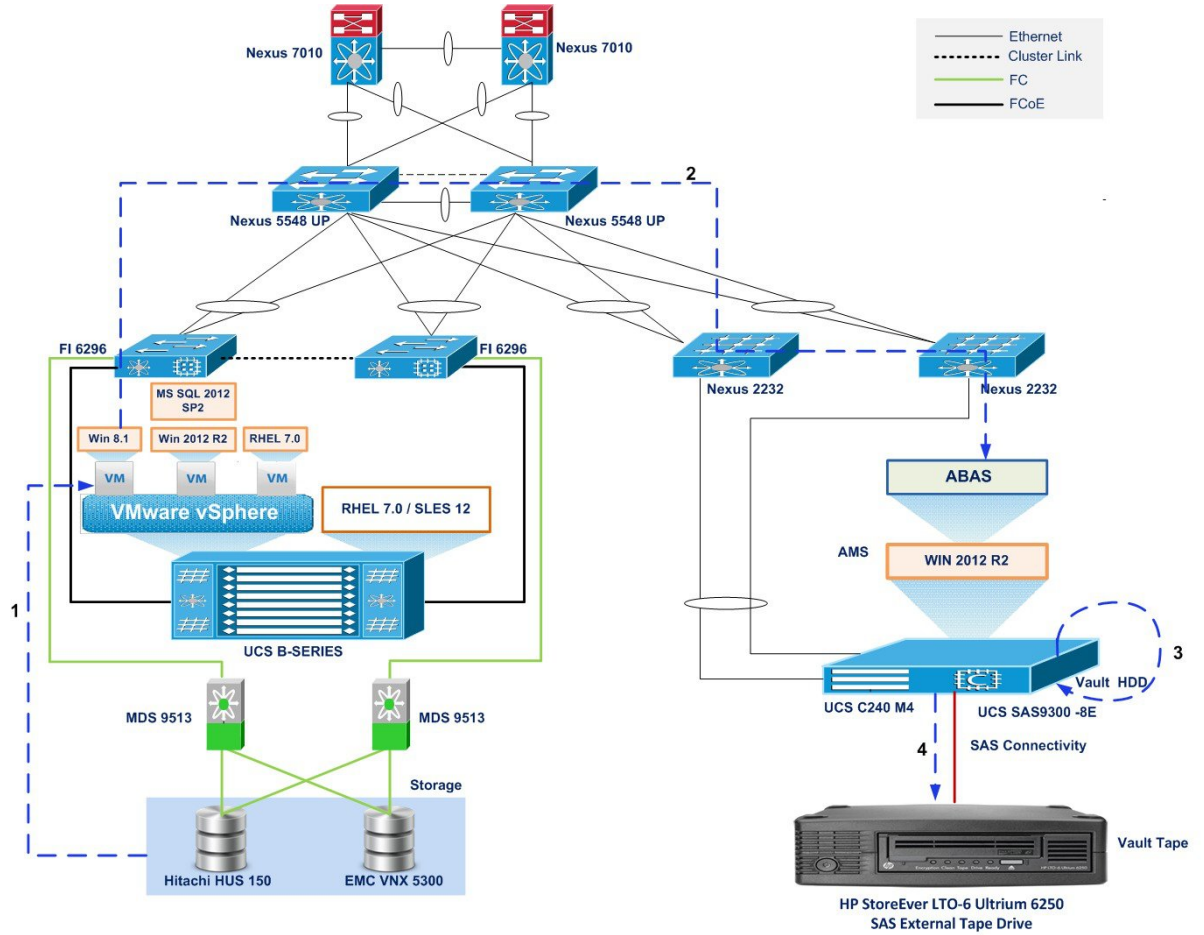 Nexus 7010
Nexus 7010
Ethernet
Cluster Link
FC
FCoE
2
Nexus 5548 UP
Nexus 5548 UP
FI 6296
FI 6296
Nexus 2232
Nexus 2232
MS SQL 2012
SP2
Win 8.1
Win 2012 R2
RHEL 7.0
VM
VM
VM
VMware vSphere
RHEL 7.0 / SLES 12
ABAS
AMS
WIN 2012 R2
1
UCS B-SERIES
3
Vault HDD
UCS C240 M4
UCS SAS9300 -8E
MDS 9513
MDS 9513
4
SAS Connectivity
Storage
Hitachi HUS 150
EMC VNX 5300
Vault Tape
HP StoreEver LTO-6 Ultrium 6250
SAS External Tape Drive